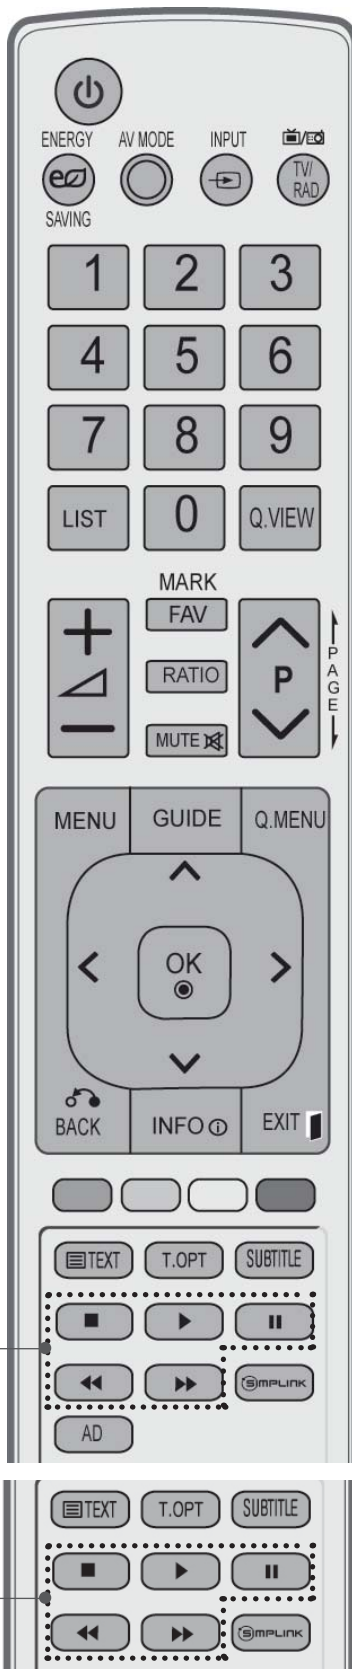 ENERGY AV MODE INPUT
TV/
RAD
SAVING
1 2 3
4 5 6
7 8 9
LIST 0 Q.VIEW
MARK
FAV
RATIO
P
PAGE
MUTE
MENU GUIDE Q.MENU
OK
BACK INFO EXIT
TEXT T.OPT SUBTITLE
SIMPLINK
AD
TEXT T.OPT SUBTITLE
SIMPLINK